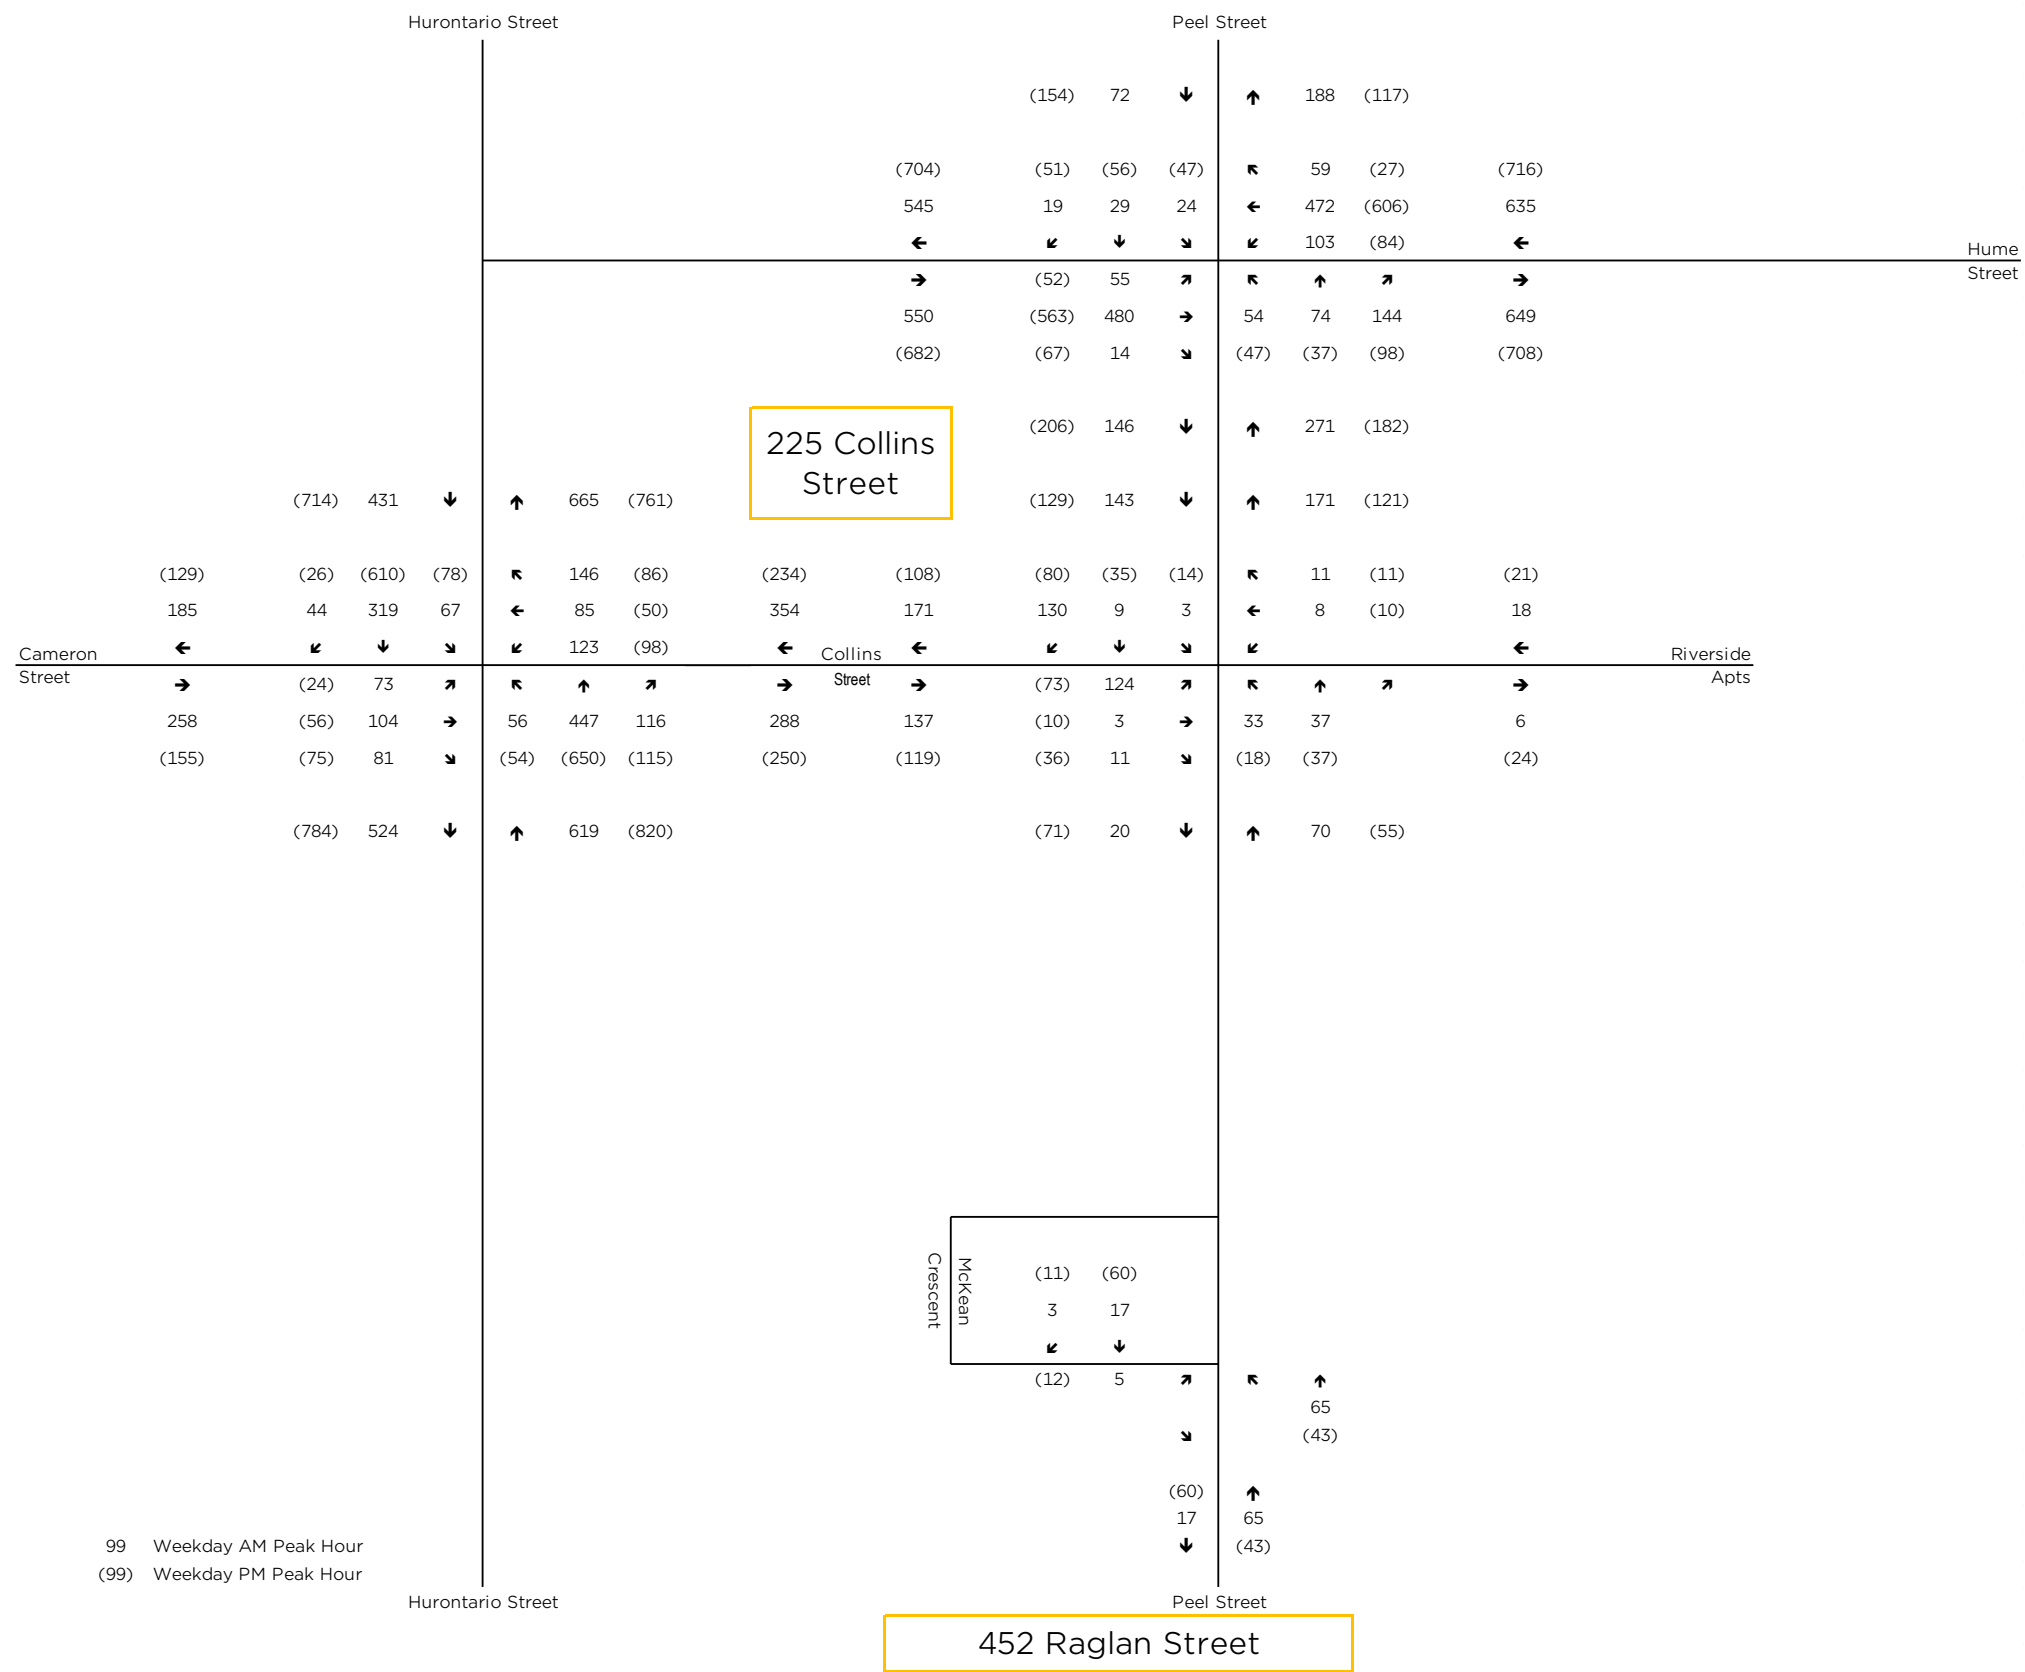 Hurontario Street Peel Street
(154) 72 188 (117)
(704) (51) (56) (47) 59 (27) (716)
545 19 29 24 472 (606) 635
103 (84)
Hume
Street
(52) 55
550 (563) 480 54 74 144 649
(682) (67) 14 (47) (37) (98) (708)
225 Collins
Street
(206) 146 271 (182)
(714) 431 665 (761) (129) 143 171 (121)
(129) (26) (610) (78) 146 (86) (234) (108) (80) (35) (14) 11 (11) (21)
185 44 319 67 85 (50) 354 171 130 9 3 8 (10) 18
123 (98)
Cameron Collins Riverside
Street Street Apts
(24) 73 (73) 124
258 (56) 104 56 447 116 288 137 (10) 3 33 37 6
(155) (75) 81 (54) (650) (115) (250) (119) (36) 11 (18) (37) (24)
(784) 524 619 (820) (71) 20 70 (55)
McKean
Crescent
(11) (60)
3 17
(12) 5
65
(43)
(60)
17 65
(43)
99 Weekday AM Peak Hour
(99) Weekday PM Peak Hour
Hurontario Street Peel Street
452 Raglan Street